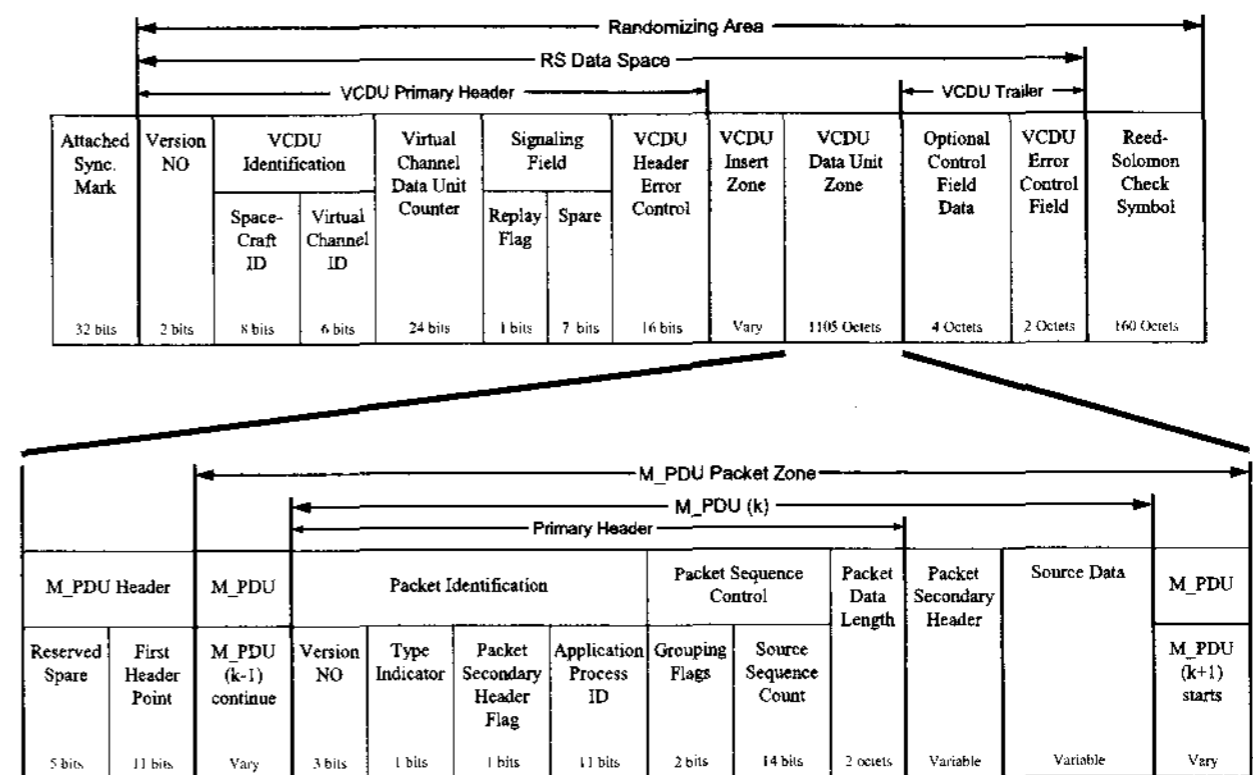 Randomizing Area
RS Data Space
VCDU Primary Header
VCDU Trailer
Attached Sync. Mark
32 bits
Version NO
2 bits
VCDU Identification
Space-Craft ID
8 bits
Virtual Channel ID
6 bits
Virtual Channel Data Unit Counter
24 bits
Signaling Field
Replay Flag
1 bits
Spare
7 bits
VCDU Header Error Control
16 bits
VCDU Insert Zone
Vary
VCDU Data Unit Zone
1105 Octets
Optional Control Field Data
4 Octets
VCDU Error Control Field
2 Octets
Reed-Solomon Check Symbol
160 Octets
M_PDU Packet Zone
M_PDU (k)
Primary Header
M_PDU Header
Reserved Spare
5 bits
First Header Point
11 bits
M_PDU
M_PDU (k-1) continue
Vary
Packet Identification
Version NO
3 bits
Type Indicator
1 bits
Packet Secondary Header Flag
1 bits
Application Process ID
11 bits
Packet Sequence Control
Grouping Flags
2 bits
Source Sequence Count
14 bits
Packet Data Length
2 octets
Packet Secondary Header
Variable
Source Data
Variable
M_PDU
M_PDU (k+1) starts
Vary